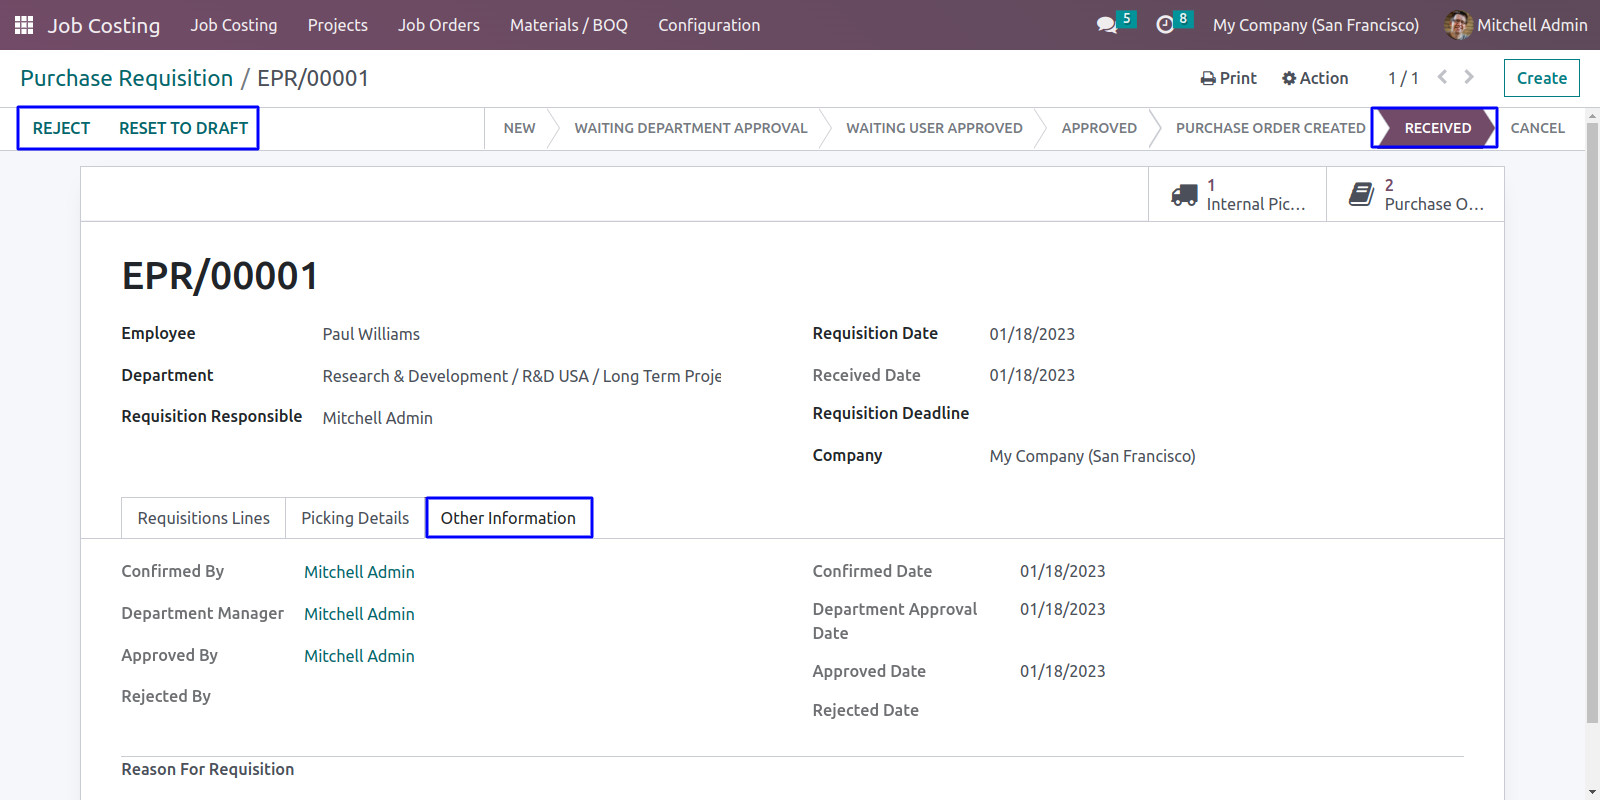 Job Costing Job Costing Projects Job Orders Materials / BOQ Configuration 5 8 My Company (San Francisco) Mitchell Admin
Purchase Requisition / EPR/00001 Print Action 1 / 1 Create
REJECT RESET TO DRAFT NEW WAITING DEPARTMENT APPROVAL WAITING USER APPROVED APPROVED PURCHASE ORDER CREATED RECEIVED CANCEL
1
Internal Pic...
2
Purchase O...
EPR/00001
Employee Paul Williams
Department Research & Development / R&D USA / Long Term Proje
Requisition Responsible Mitchell Admin
Requisition Date 01/18/2023
Received Date 01/18/2023
Requisition Deadline
Company My Company (San Francisco)
Requisitions Lines Picking Details Other Information
Confirmed By Mitchell Admin
Department Manager Mitchell Admin
Approved By Mitchell Admin
Rejected By
Confirmed Date 01/18/2023
Department Approval 01/18/2023
Date
Approved Date 01/18/2023
Rejected Date
Reason For Requisition